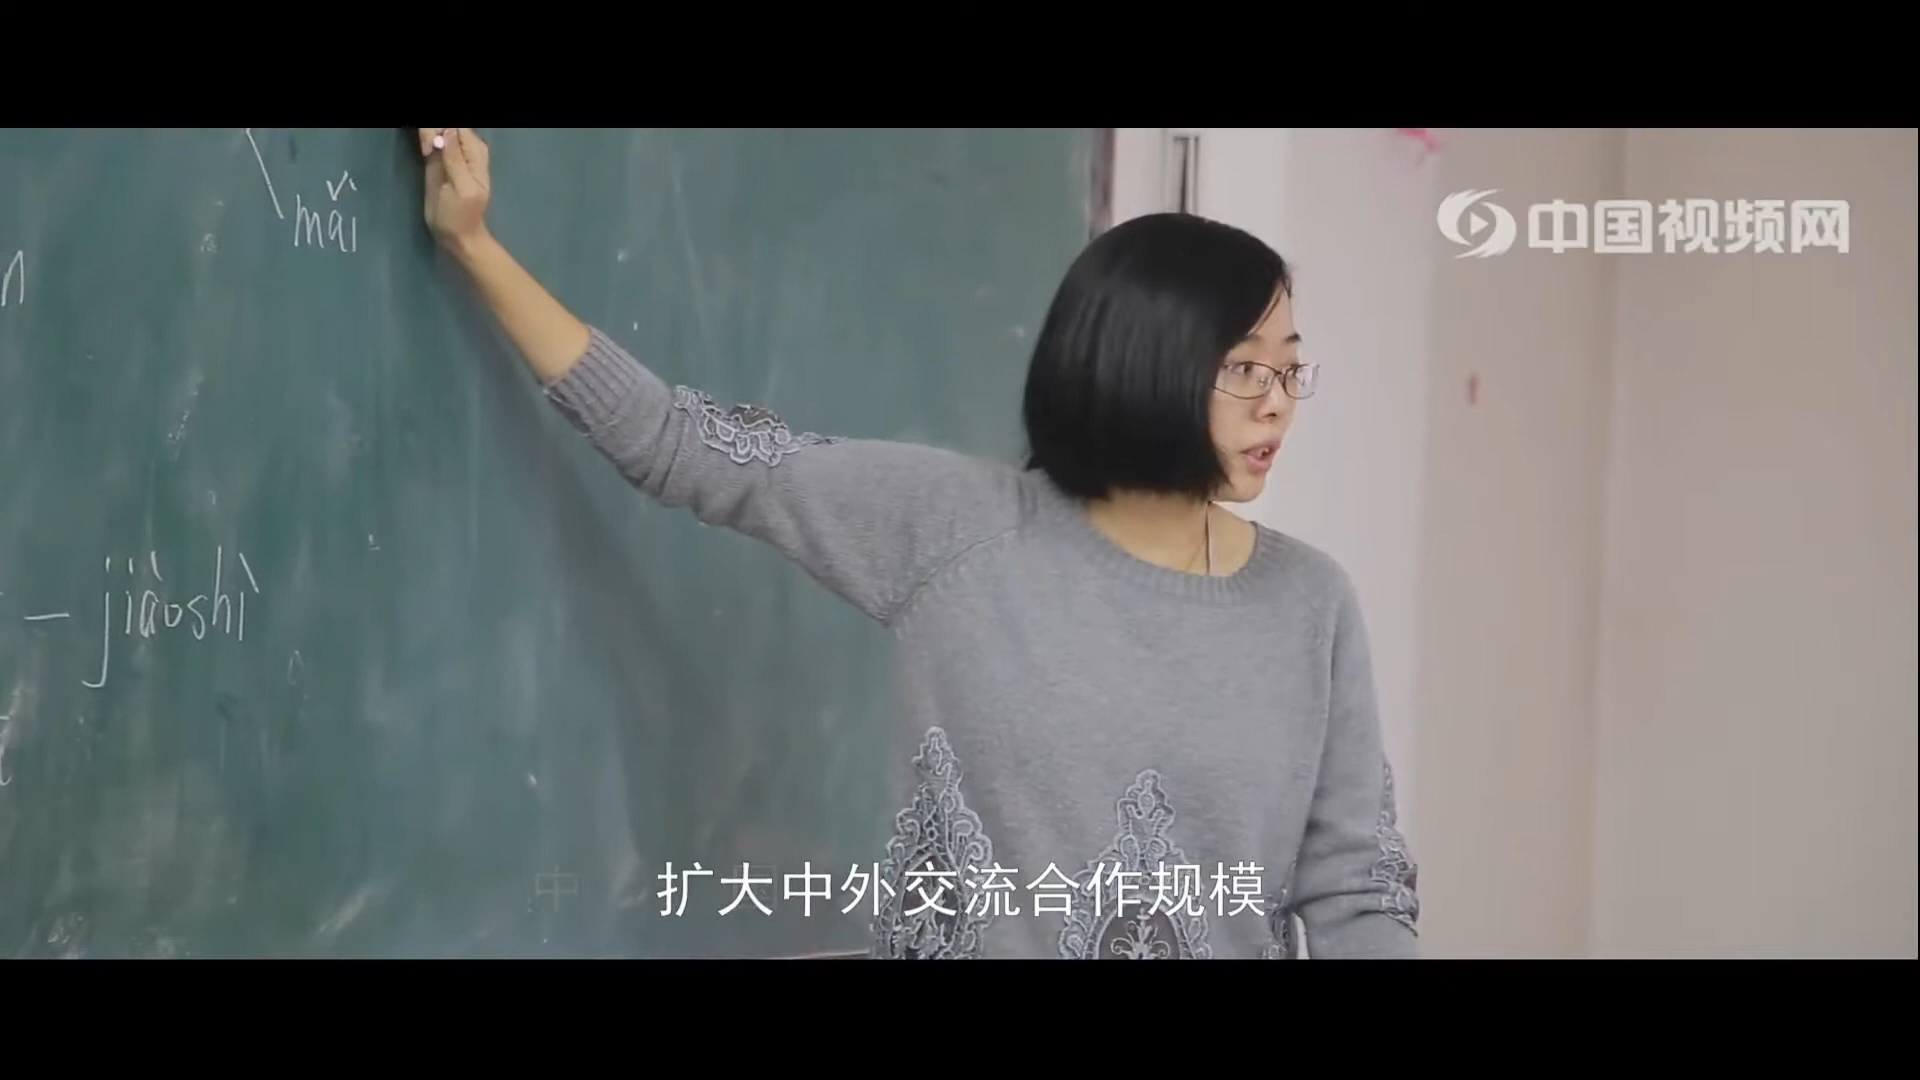 中国视频网
mǎi
n
– jiàoshì
扩大中外交流合作规模